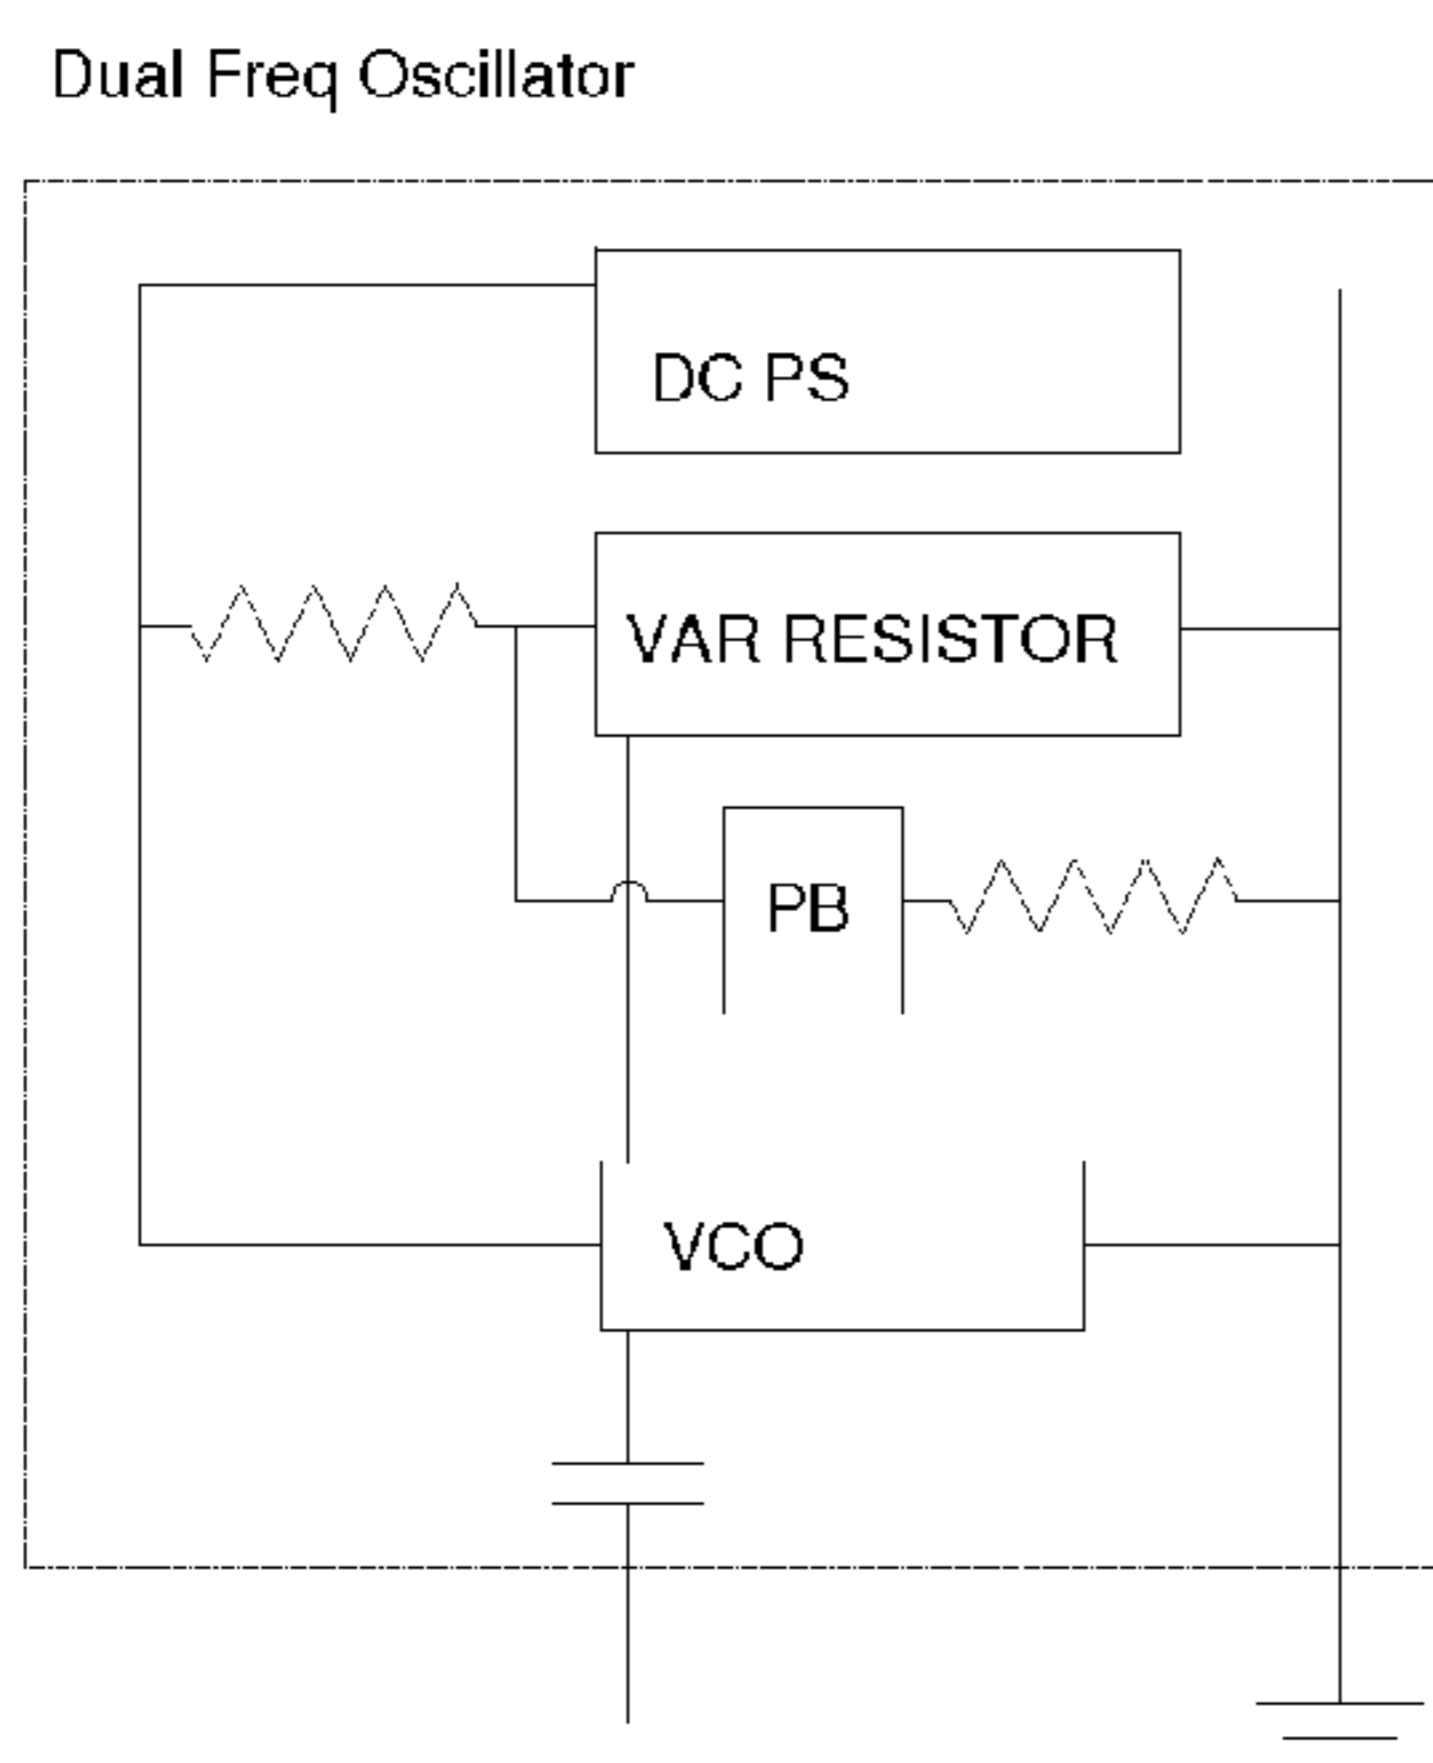 Dual Freq Oscillator
DC PS
VAR RESISTOR
PB
VCO